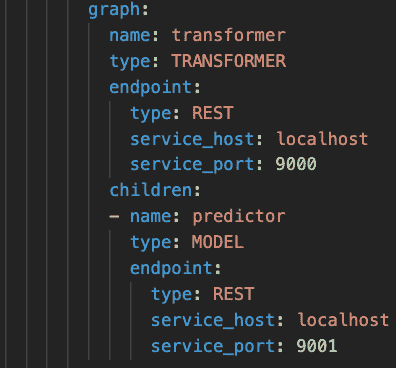 graph:
name: transformer
type: TRANSFORMER
endpoint:
type: REST
service_host: localhost
service_port: 9000
children:
- name: predictor
type: MODEL
endpoint:
type: REST
service_host: localhost
service_port: 9001